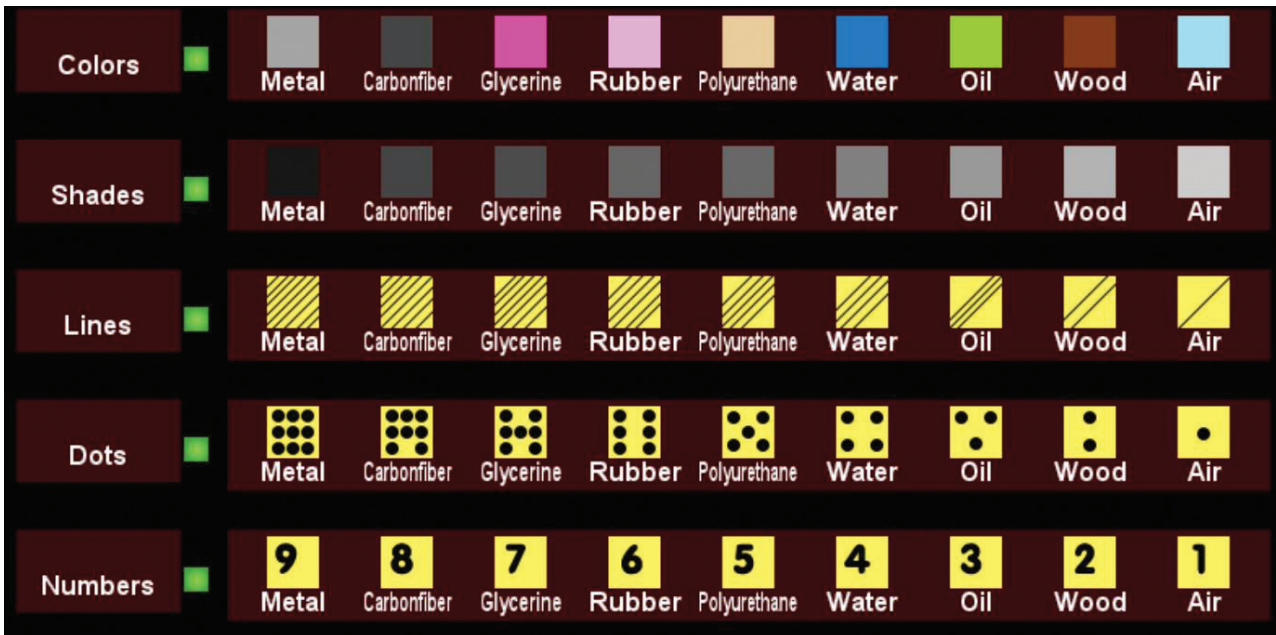 Colors
Metal Carbonfiber Glycerine Rubber Polyurethane Water Oil Wood Air
Shades
Metal Carbonfiber Glycerine Rubber Polyurethane Water Oil Wood Air
Lines
Metal Carbonfiber Glycerine Rubber Polyurethane Water Oil Wood Air
Dots
Metal Carbonfiber Glycerine Rubber Polyurethane Water Oil Wood Air
Numbers
9 8 7 6 5 4 3 2 1
Metal Carbonfiber Glycerine Rubber Polyurethane Water Oil Wood Air